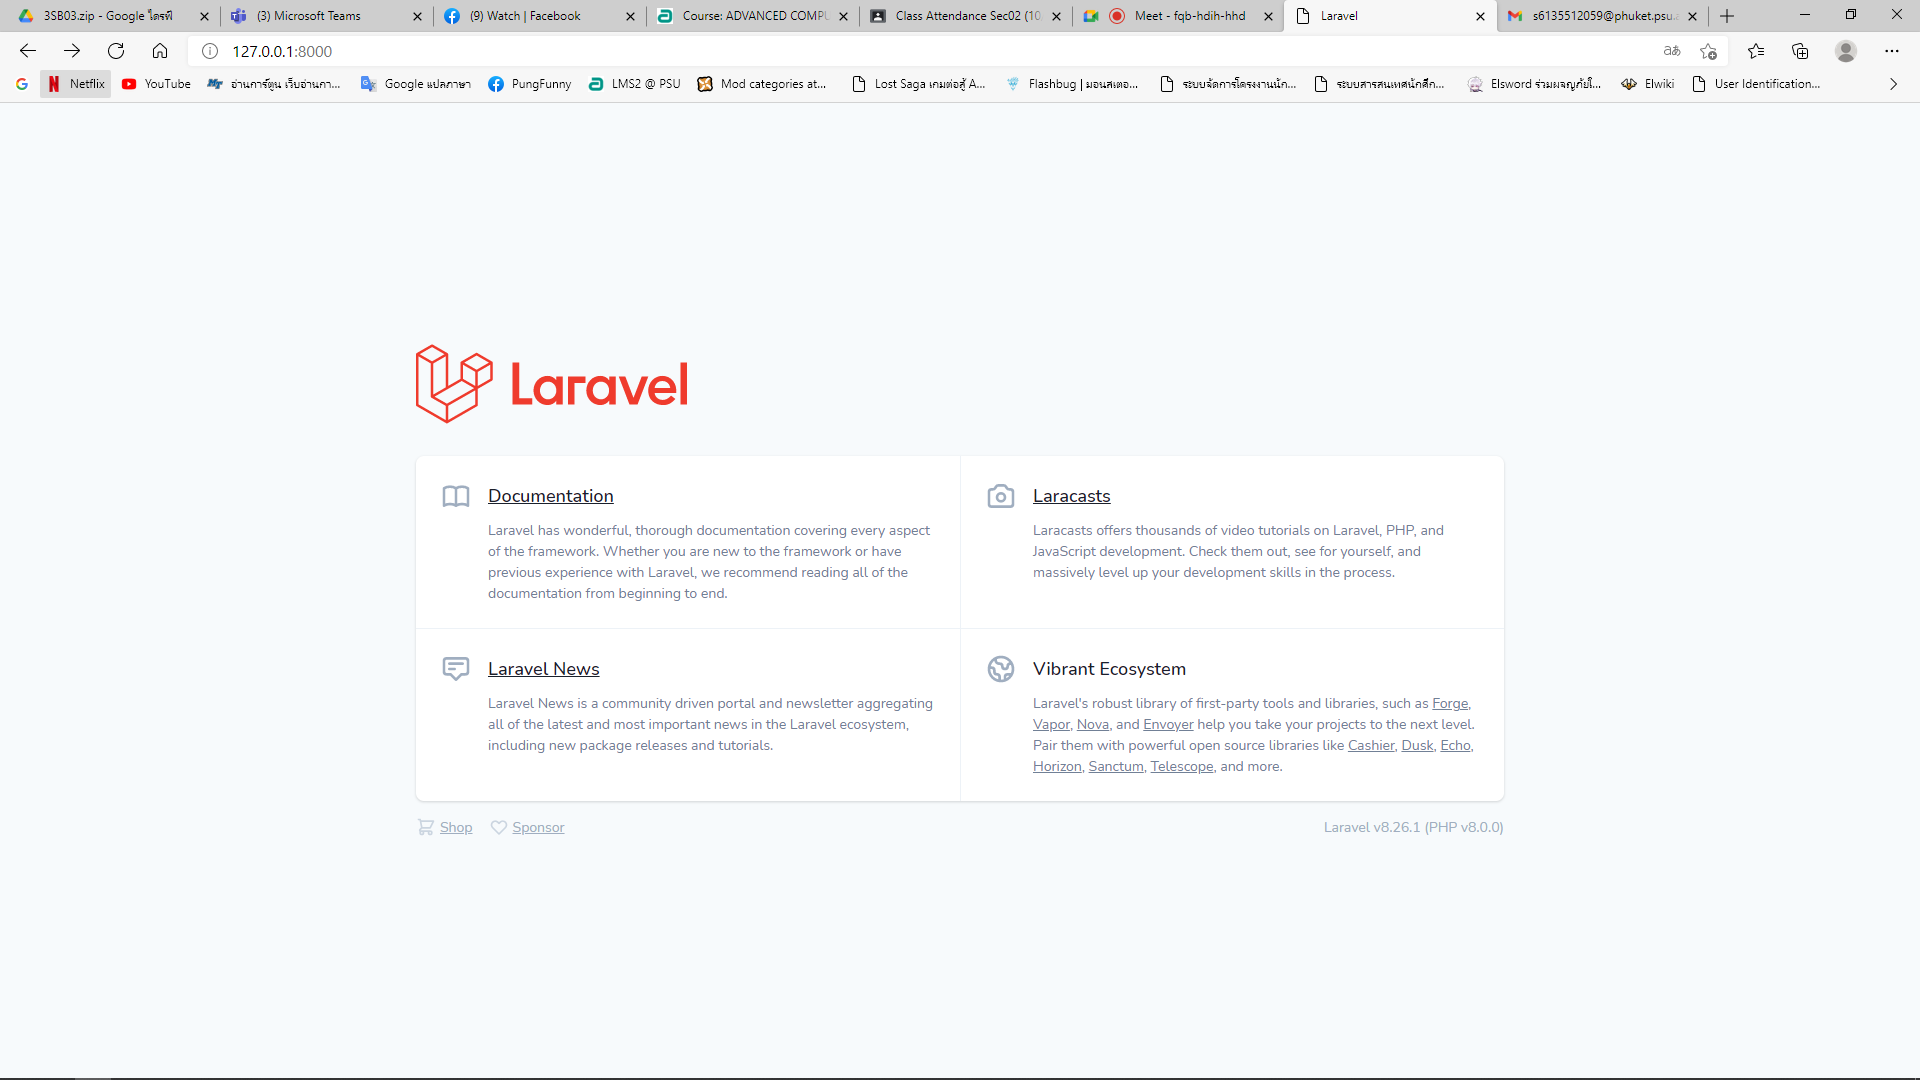 3SB03.zip - Google ไดรฟ์
(3) Microsoft Teams
(9) Watch | Facebook
Course: ADVANCED COMPU
Class Attendance Sec02 (10
Meet - fqb-hdih-hhd
Laravel
s6135512059@phuket.psu.a
127.0.0.1:8000
Netflix
YouTube
อ่านการ์ตูน เว็บอ่านกา...
Google แปลภาษา
PungFunny
LMS2 @ PSU
Mod categories at...
Lost Saga เกมต่อสู้ A...
Flashbug | มอนสเตอ...
ระบบจัดการโครงงานนัก...
ระบบสารสนเทศนักศึก...
Elsword ร่วมผจญภัยใ...
Elwiki
User Identification...
Laravel
Documentation
Laravel has wonderful, thorough documentation covering every aspect
of the framework. Whether you are new to the framework or have
previous experience with Laravel, we recommend reading all of the
documentation from beginning to end.
Laracasts
Laracasts offers thousands of video tutorials on Laravel, PHP, and
JavaScript development. Check them out, see for yourself, and
massively level up your development skills in the process.
Laravel News
Laravel News is a community driven portal and newsletter aggregating
all of the latest and most important news in the Laravel ecosystem,
including new package releases and tutorials.
Vibrant Ecosystem
Laravel's robust library of first-party tools and libraries, such as Forge,
Vapor, Nova, and Envoyer help you take your projects to the next level.
Pair them with powerful open source libraries like Cashier, Dusk, Echo,
Horizon, Sanctum, Telescope, and more.
Shop
Sponsor
Laravel v8.26.1 (PHP v8.0.0)